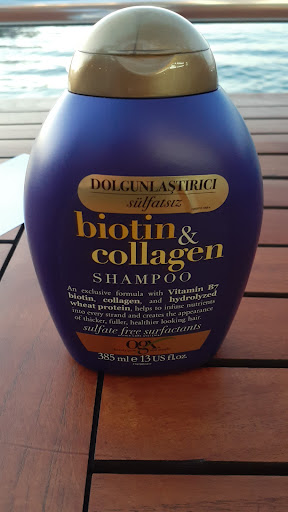 DOLGUNLAŞTIRICI
sülfatsız
biotin &
collagen
SHAMPOO
An exclusive formula with Vitamin B7
biotin, collagen, and hydrolyzed
wheat protein, helps to infuse nutrients
into every strand and creates the appearance
of thicker, fuller, healthier looking hair.
sulfate free surfactants
ogx
385 ml e 13 US fl oz.